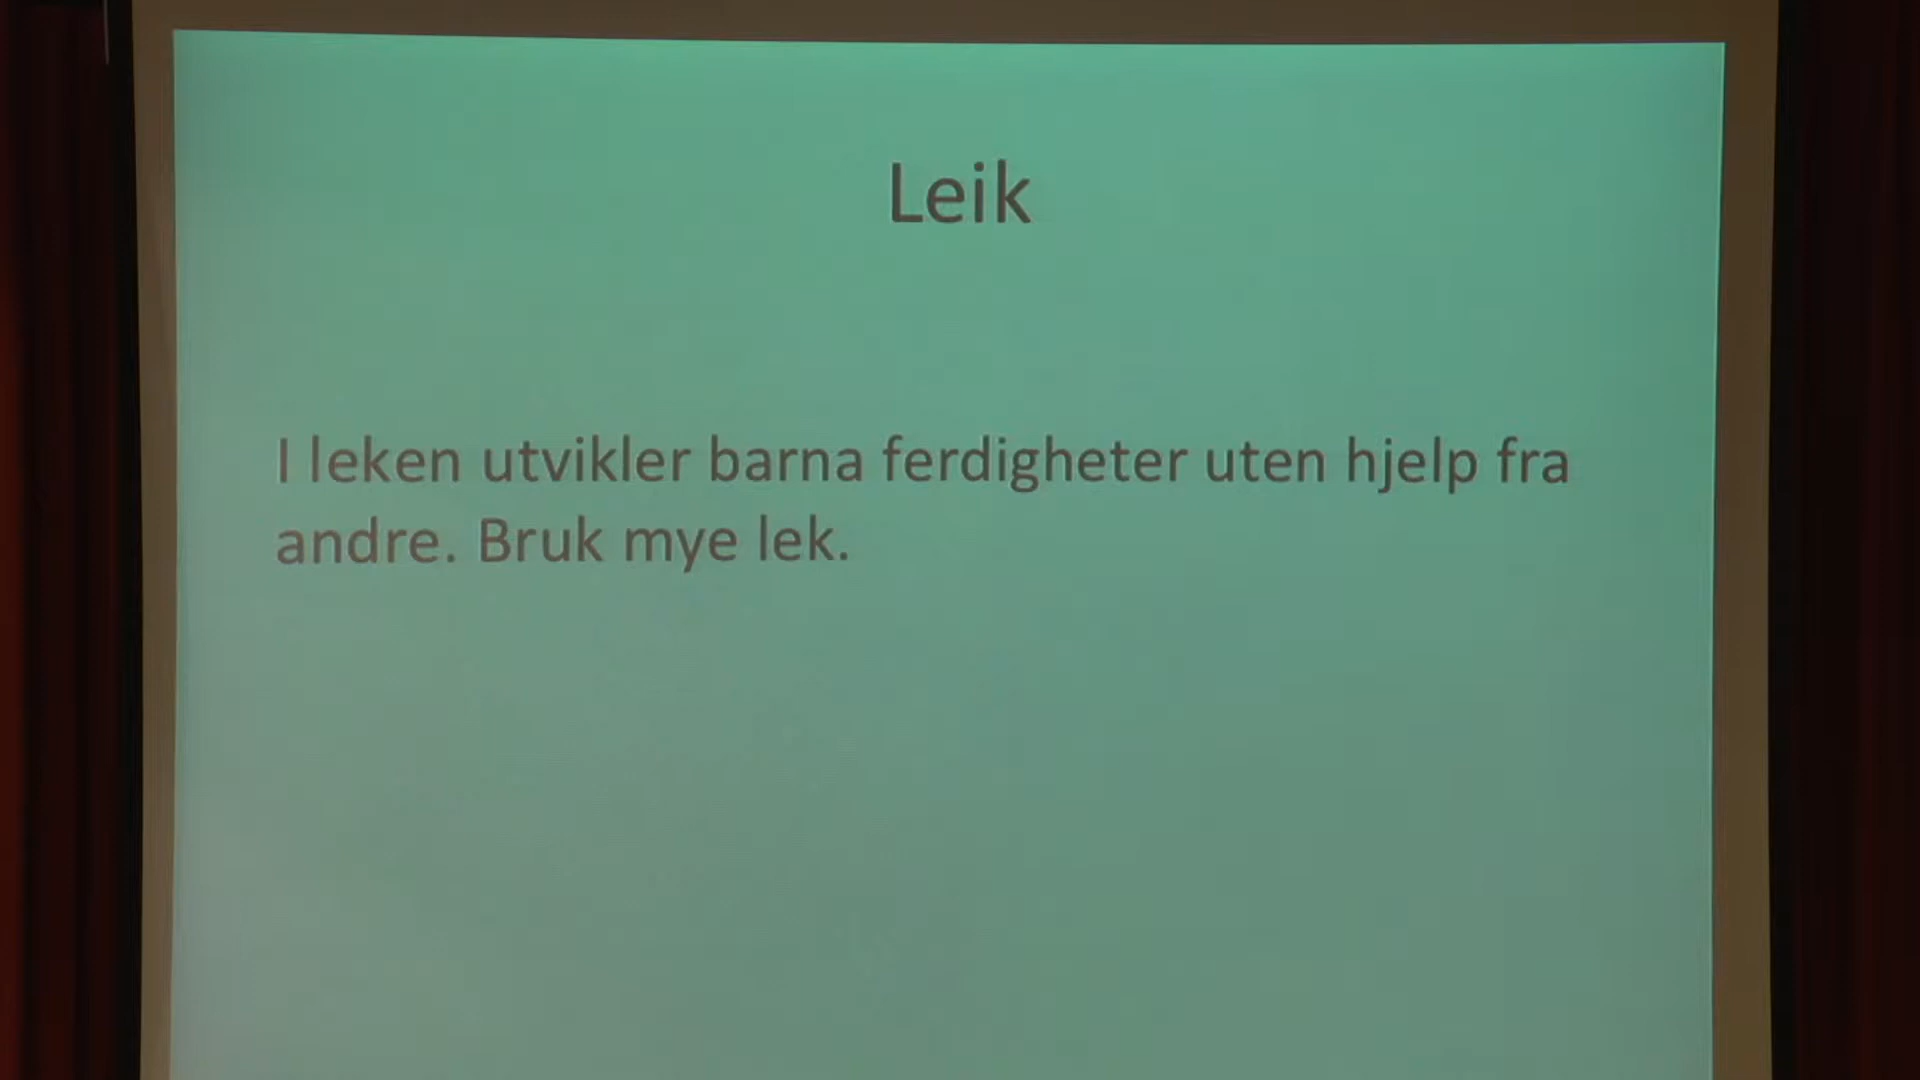 Leik
I leken utvikler barna ferdigheter uten hjelp fra
andre. Bruk mye lek.